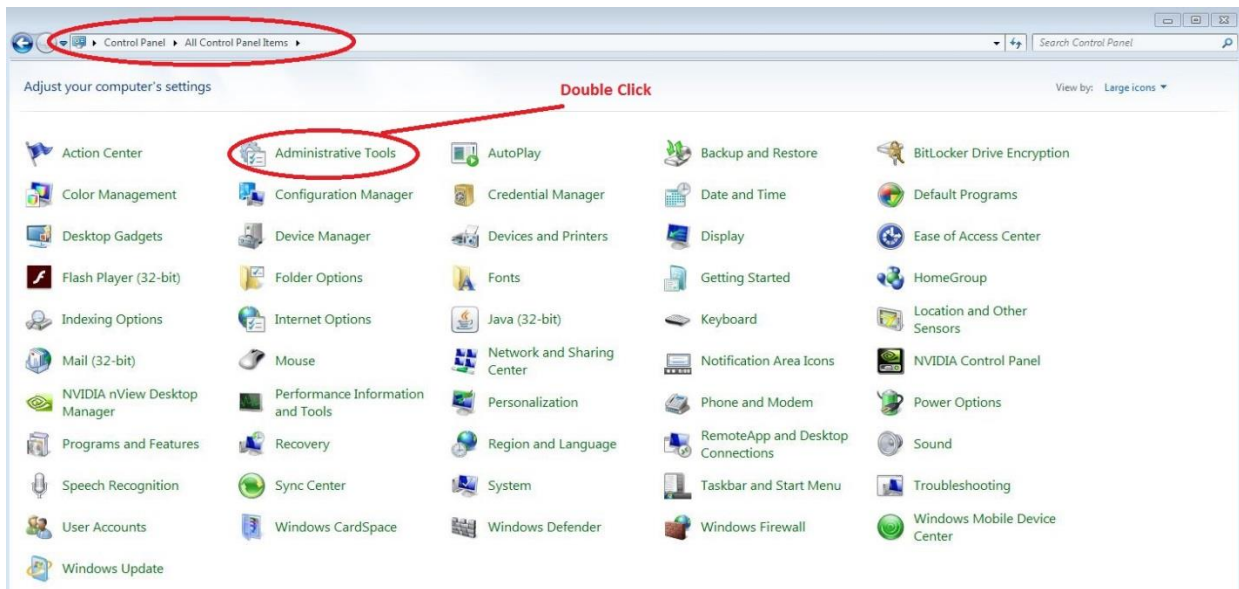 Control Panel ▸ All Control Panel Items ▸
Search Control Panel
Adjust your computer's settings
Double Click
View by: Large icons
Action Center
Administrative Tools
AutoPlay
Backup and Restore
BitLocker Drive Encryption
Color Management
Configuration Manager
Credential Manager
Date and Time
Default Programs
Desktop Gadgets
Device Manager
Devices and Printers
Display
Ease of Access Center
Flash Player (32-bit)
Folder Options
Fonts
Getting Started
HomeGroup
Indexing Options
Internet Options
Java (32-bit)
Keyboard
Location and Other
Sensors
Mail (32-bit)
Mouse
Network and Sharing
Center
Notification Area Icons
NVIDIA Control Panel
NVIDIA nView Desktop
Manager
Performance Information
and Tools
Personalization
Phone and Modem
Power Options
Programs and Features
Recovery
Region and Language
RemoteApp and Desktop
Connections
Sound
Speech Recognition
Sync Center
System
Taskbar and Start Menu
Troubleshooting
User Accounts
Windows CardSpace
Windows Defender
Windows Firewall
Windows Mobile Device
Center
Windows Update